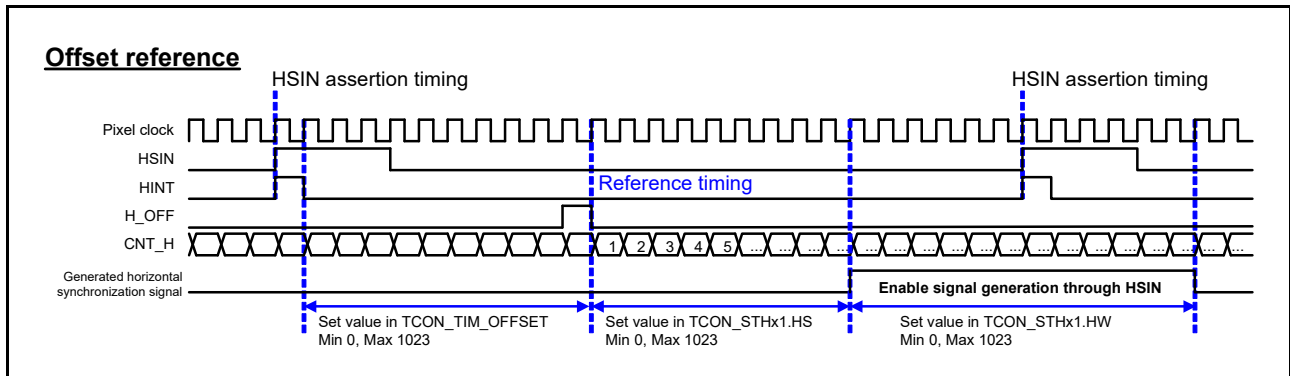 Offset reference
HSIN assertion timing
HSIN assertion timing
Pixel clock
HSIN
HINT
Reference timing
H_OFF
CNT_H
1 2 3 4 5 ... ... ... ... ... ... ... ... ... ... ... ... ... ... ... ... ... ...
Generated horizontal
synchronization signal
Enable signal generation through HSIN
Set value in TCON_TIM_OFFSET
Min 0, Max 1023
Set value in TCON_STHx1.HS
Min 0, Max 1023
Set value in TCON_STHx1.HW
Min 0, Max 1023